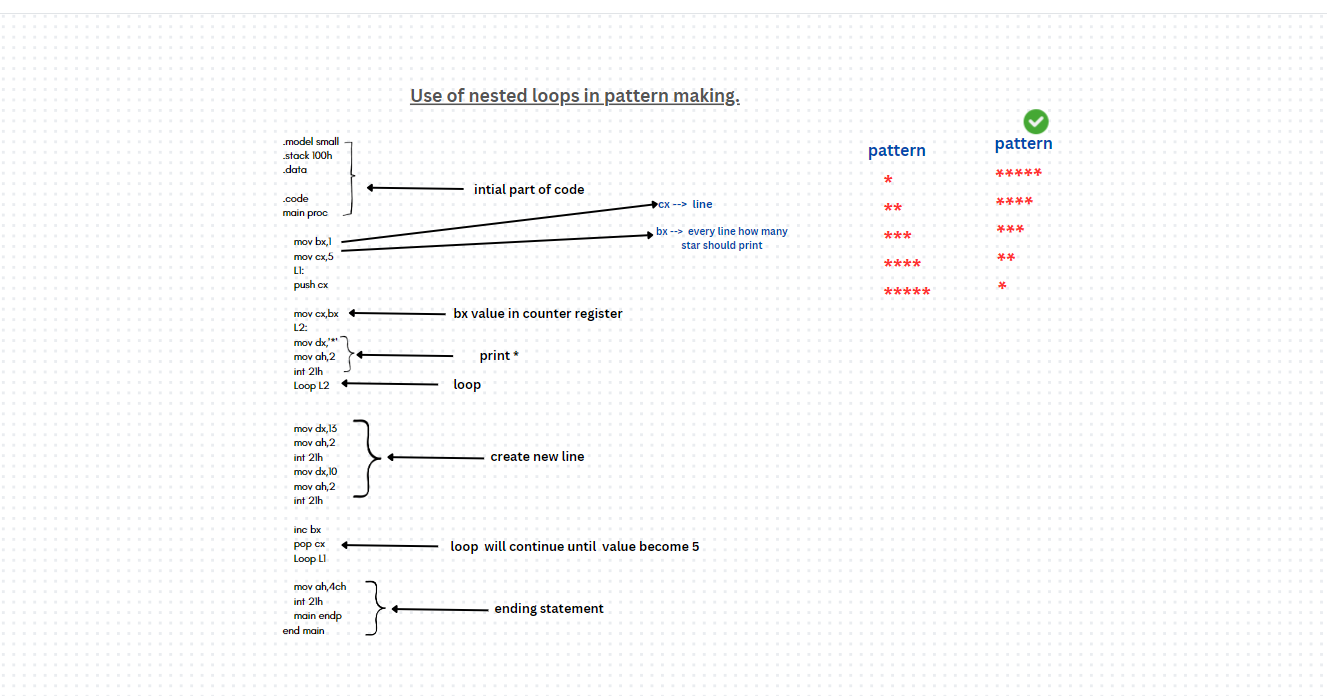 Use of nested loops in pattern making.
.model small
.stack 100h
.data
.code
main proc
intial part of code
mov bx,1
mov cx,5
L1:
push cx
cx --> line
bx --> every line how many
star should print
mov cx,bx
bx value in counter register
L2:
mov dx,'*'
mov ah,2
int 21h
print *
Loop L2
loop
mov dx,13
mov ah,2
int 21h
mov dx,10
mov ah,2
int 21h
create new line
inc bx
pop cx
Loop L1
loop will continue until value become 5
mov ah,4ch
int 21h
main endp
end main
ending statement
pattern
*
**
***
****
*****
pattern
*****
****
***
**
*